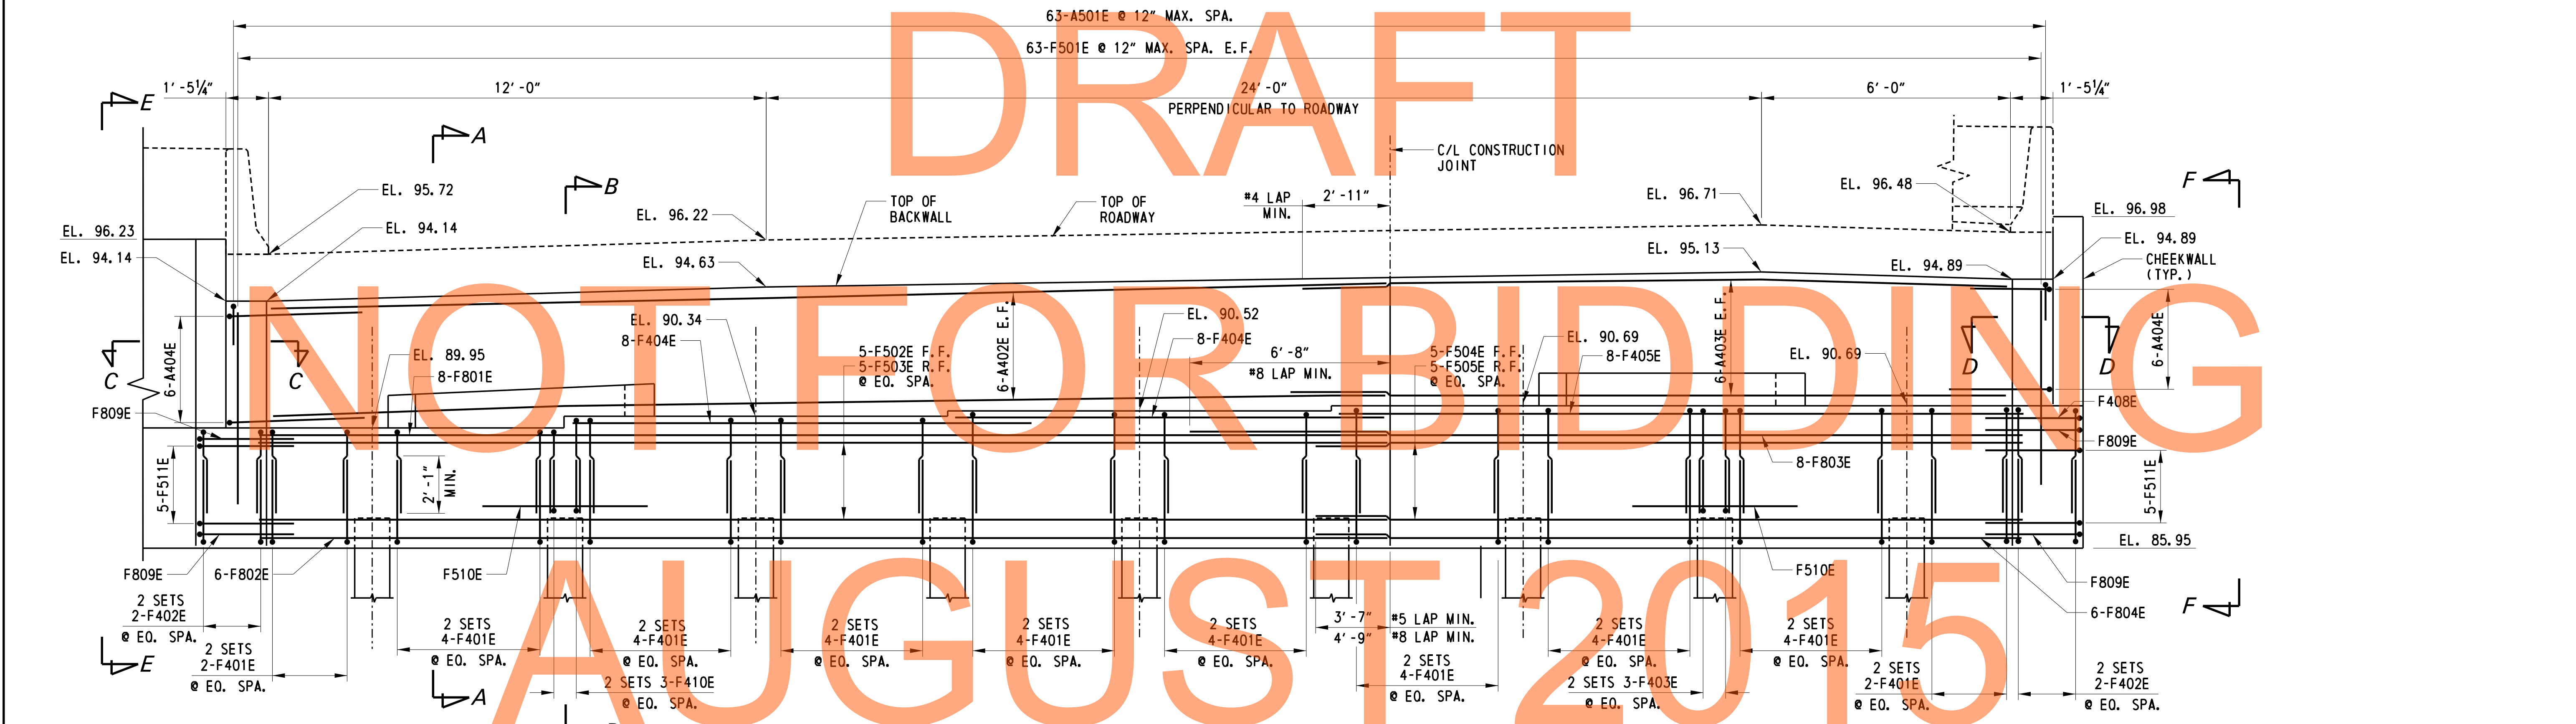 63-A501E @ 12" MAX. SPA.
63-F501E @ 12" MAX. SPA. E.F.
1'-5¼"
12'-0"
24'-0"
6'-0"
1'-5¼"
PERPENDICULAR TO ROADWAY
DRAFT
E
A
B
F
C/L CONSTRUCTION
JOINT
EL. 95.72
EL. 94.14
EL. 96.22
TOP OF
BACKWALL
TOP OF
ROADWAY
#4 LAP
MIN.
2'-11"
EL. 96.71
EL. 96.48
EL. 96.98
EL. 96.23
EL. 94.14
EL. 94.63
EL. 95.13
EL. 94.89
EL. 94.89
CHEEKWALL
(TYP.)
NOT FOR BIDDING
6-A404E
C
C
EL. 89.95
8-F801E
EL. 90.34
8-F404E
5-F502E F.F.
5-F503E R.F.
@ EQ. SPA.
6-A402E E.F.
EL. 90.52
8-F404E
6'-8"
#8 LAP MIN.
5-F504E F.F.
5-F505E R.F.
@ EQ. SPA.
EL. 90.69
8-F405E
6-A403E E.F.
EL. 90.69
D
D
6-A404E
F809E
F408E
F809E
8-F803E
5-F511E
2'-1"
MIN.
5-F511E
EL. 85.95
F809E
6-F802E
F510E
F510E
F809E
6-F804E
F
AUGUST 2015
2 SETS
2-F402E
@ EQ. SPA.
2 SETS
2-F401E
@ EQ. SPA.
2 SETS
4-F401E
@ EQ. SPA.
2 SETS
4-F401E
@ EQ. SPA.
2 SETS 3-F410E
@ EQ. SPA.
2 SETS
4-F401E
@ EQ. SPA.
2 SETS
4-F401E
@ EQ. SPA.
2 SETS
4-F401E
@ EQ. SPA.
3'-7" #5 LAP MIN.
4'-9" #8 LAP MIN.
2 SETS
4-F401E
@ EQ. SPA.
2 SETS
4-F401E
@ EQ. SPA.
2 SETS 3-F403E
@ EQ. SPA.
2 SETS
4-F401E
@ EQ. SPA.
2 SETS
2-F401E
@ EQ. SPA.
2 SETS
2-F402E
@ EQ. SPA.
E
A